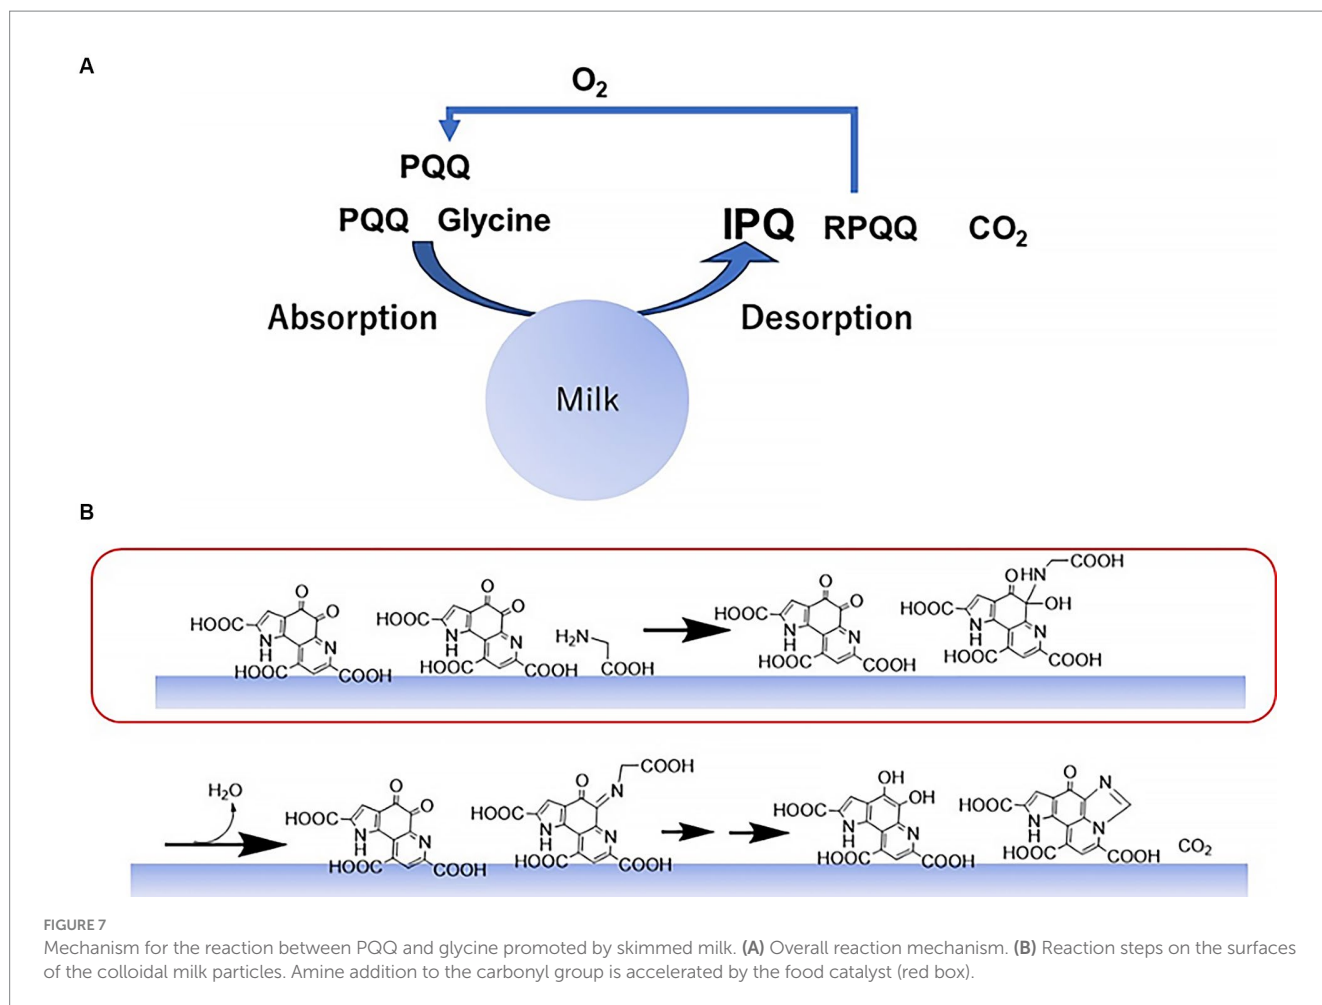 A
O₂
PQQ
PQQ Glycine
IPQ RPQQ CO₂
Absorption
Desorption
Milk
B
O
O
HOOC
N
H
N
HOOC
COOH
O
O
HOOC
N
H
N
HOOC
COOH
H₂N
COOH
O
O
HOOC
N
H
N
HOOC
COOH
COOH
O
HN
OH
HOOC
N
H
N
HOOC
COOH
H₂O
O
O
HOOC
N
H
N
HOOC
COOH
COOH
O
N
HOOC
N
H
N
HOOC
COOH
OH
OH
HOOC
N
H
N
HOOC
COOH
O
N
HOOC
N
H
N
HOOC
COOH
CO₂
FIGURE 7
Mechanism for the reaction between PQQ and glycine promoted by skimmed milk. (A) Overall reaction mechanism. (B) Reaction steps on the surfaces
of the colloidal milk particles. Amine addition to the carbonyl group is accelerated by the food catalyst (red box).